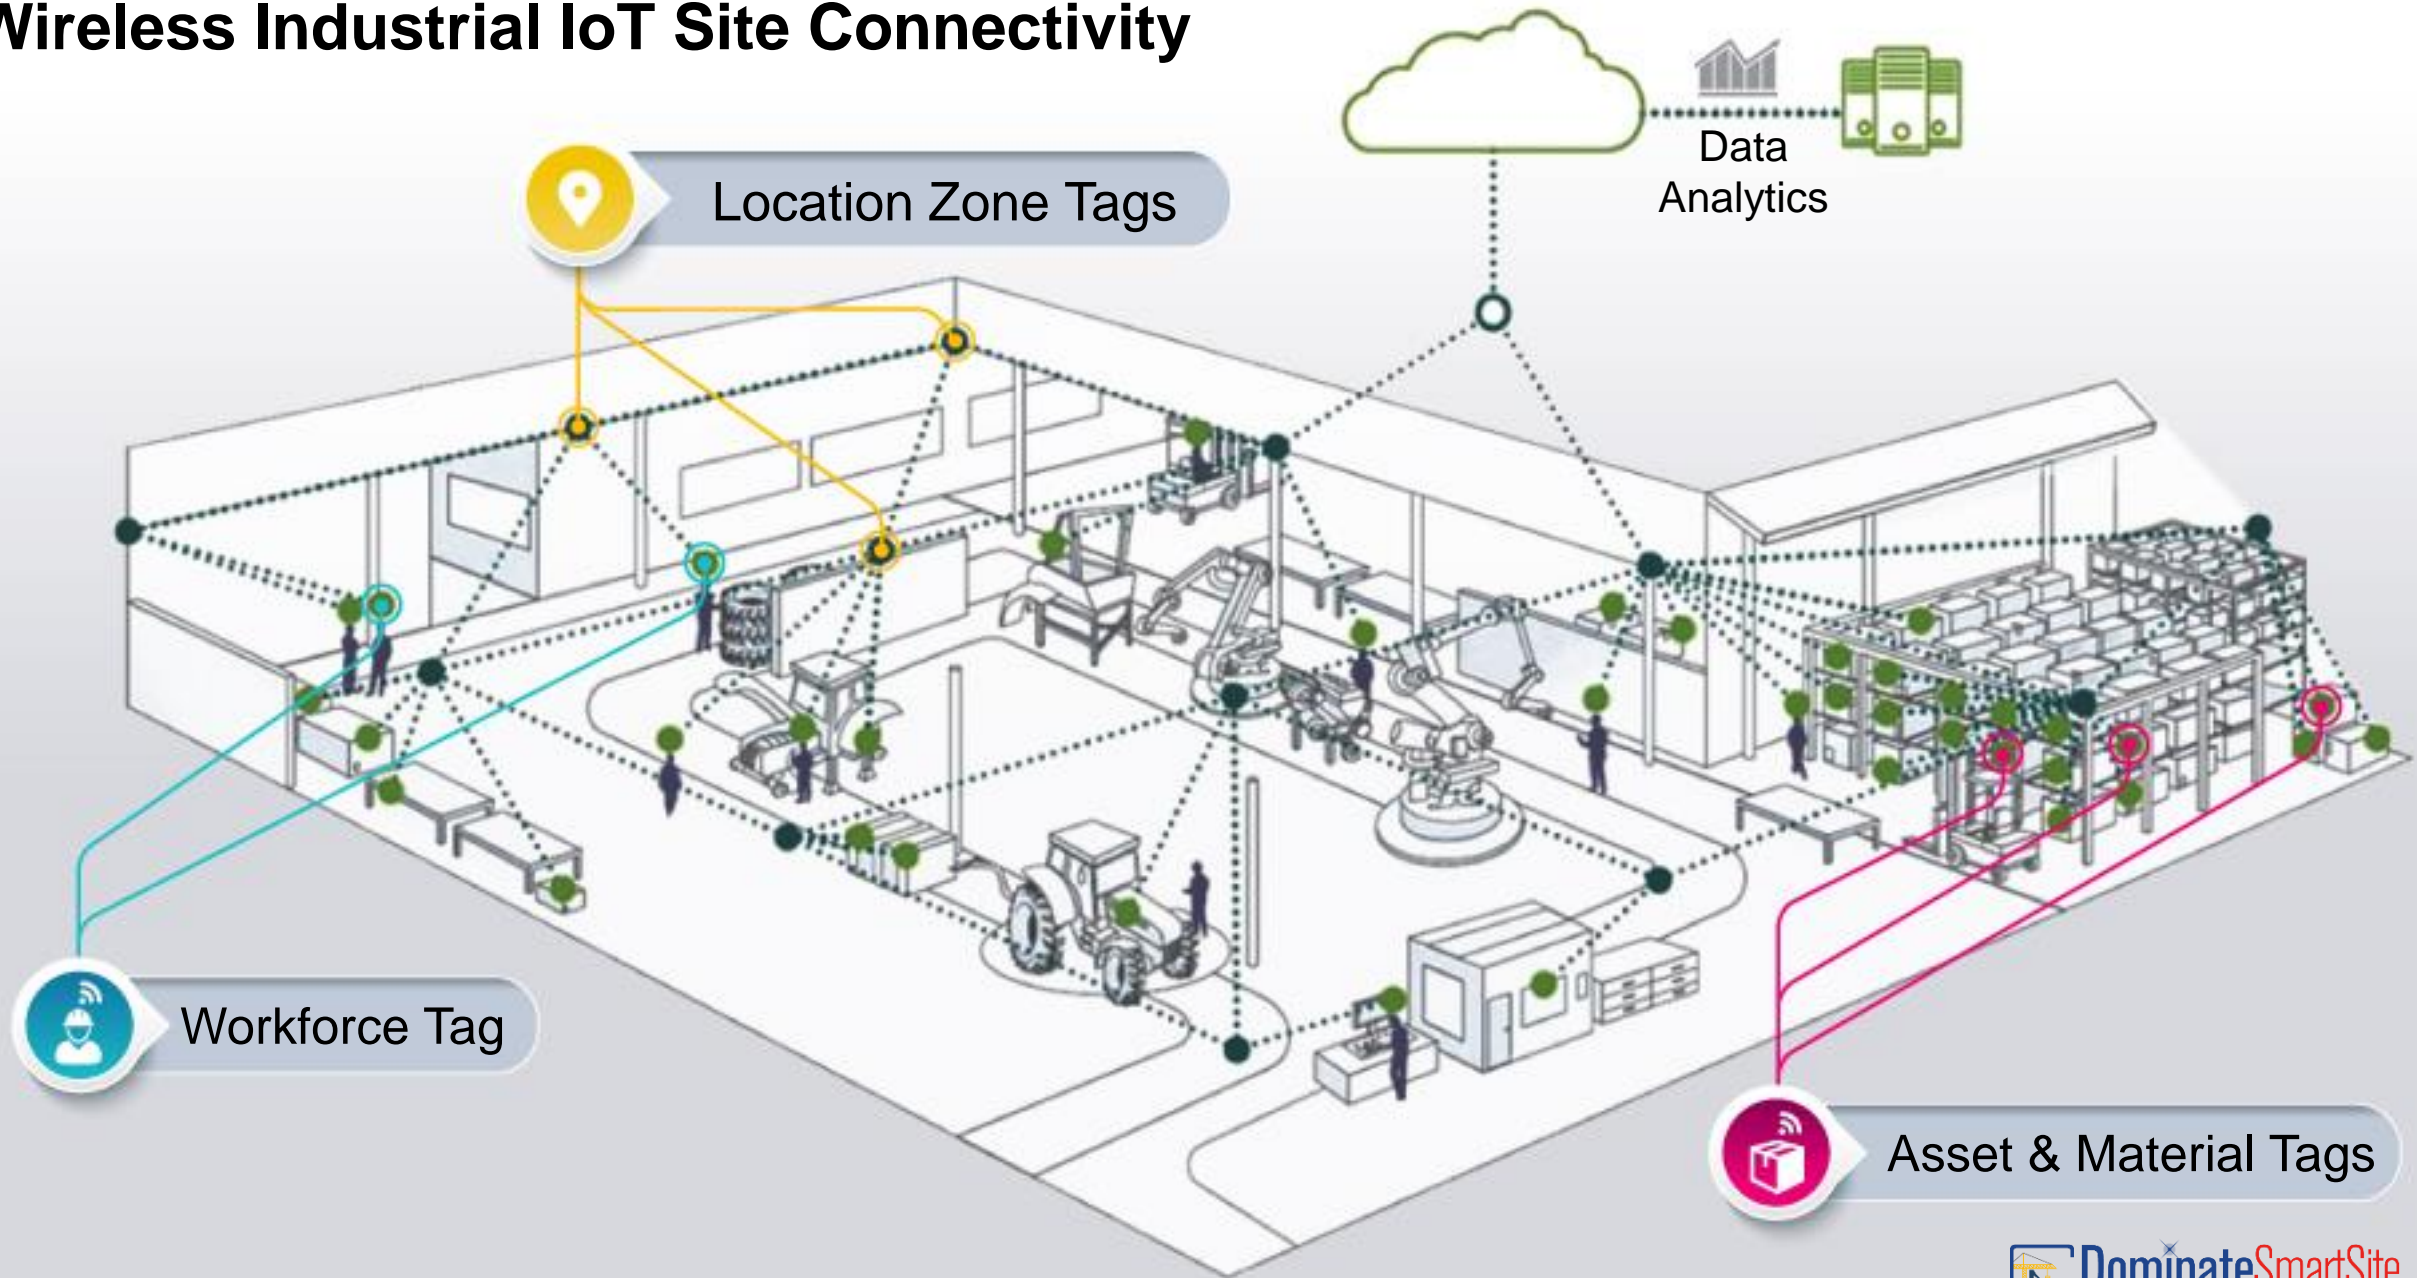 Wireless Industrial IoT Site Connectivity
Data
Analytics
Location Zone Tags
Workforce Tag
Asset & Material Tags
DominateSmartSite